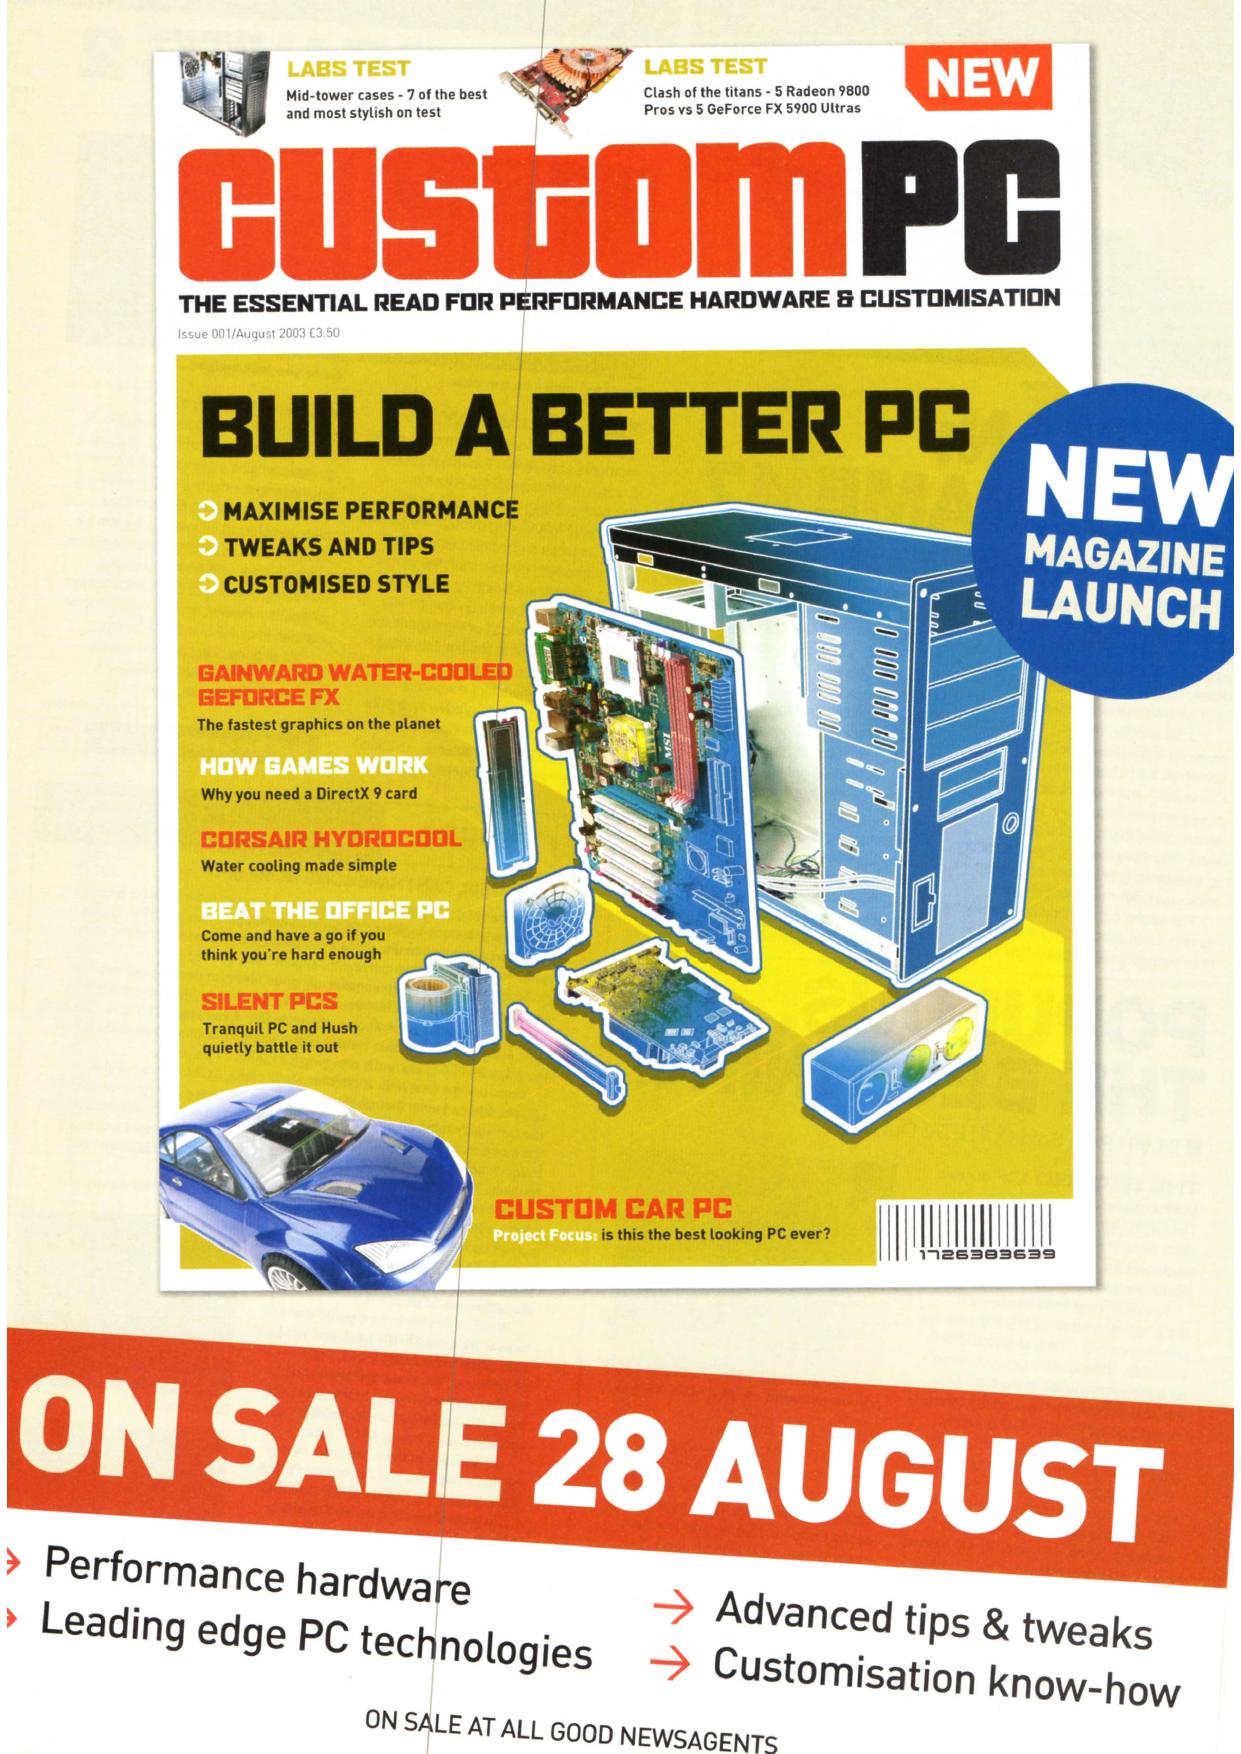 LABS TEST
Mid-tower cases - 7 of the best
and most stylish on test
LABS TEST
Clash of the titans - 5 Radeon 9800
Pros vs 5 GeForce FX 5900 Ultras
NEW
CUSTOM PC
THE ESSENTIAL READ FOR PERFORMANCE HARDWARE & CUSTOMISATION
Issue 001/August 2003 £3.50
BUILD A BETTER PC
MAXIMISE PERFORMANCE
TWEAKS AND TIPS
CUSTOMISED STYLE
NEW
MAGAZINE
LAUNCH
GAINWARD WATER-COOLED
GEFORCE FX
The fastest graphics on the planet
HOW GAMES WORK
Why you need a DirectX 9 card
CORSAIR HYDROCOOL
Water cooling made simple
BEAT THE OFFICE PC
Come and have a go if you
think you're hard enough
SILENT PCS
Tranquil PC and Hush
quietly battle it out
MSI
CUSTOM CAR PC
Project Focus: is this the best looking PC ever?
1726383639
ON SALE 28 AUGUST
→ Performance hardware
→ Leading edge PC technologies
→ Advanced tips & tweaks
→ Customisation know-how
ON SALE AT ALL GOOD NEWSAGENTS